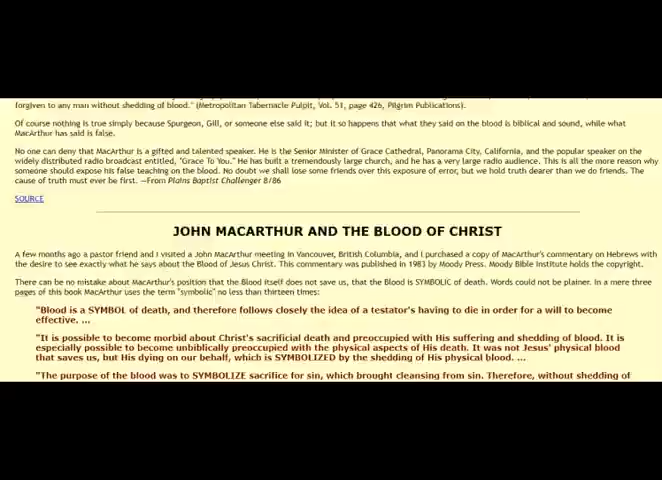 forgiven to any man without shedding of blood." (Metropolitan Tabernacle Pulpit, Vol. 51, page 426, Pilgrim Publications).
Of course nothing is true simply because Spurgeon, Gill, or someone else said it; but it so happens that what they said on the blood is biblical and sound, while what
MacArthur has said is false.
No one can deny that MacArthur is a gifted and talented speaker. He is the Senior Minister of Grace Cathedral, Panorama City, California, and the popular speaker on the
widely distributed radio broadcast entitled, "Grace To You." He has built a tremendously large church, and he has a very large radio audience. This is all the more reason why
someone should expose his false teaching on the blood. No doubt we shall lose some friends over this exposure of error, but we hold truth dearer than we do friends. The
cause of truth must ever be first. —From Plains Baptist Challenger 8/86
SOURCE
JOHN MACARTHUR AND THE BLOOD OF CHRIST
A few months ago a pastor friend and I visited a John MacArthur meeting in Vancouver, British Columbia, and I purchased a copy of MacArthur's commentary on Hebrews with
the desire to see exactly what he says about the Blood of Jesus Christ. This commentary was published in 1983 by Moody Press. Moody Bible Institute holds the copyright.
There can be no mistake about MacArthur's position that the Blood itself does not save us, that the Blood is SYMBOLIC of death. Words could not be plainer. In a mere three
pages of this book MacArthur uses the term "symbolic" no less than thirteen times:
"Blood is a SYMBOL of death, and therefore follows closely the idea of a testator's having to die in order for a will to become
effective. ...
"It is possible to become morbid about Christ's sacrificial death and preoccupied with His suffering and shedding of blood. It is
especially possible to become unbiblically preoccupied with the physical aspects of His death. It was not Jesus' physical blood
that saves us, but His dying on our behalf, which is SYMBOLIZED by the shedding of His physical blood. ...
"The purpose of the blood was to SYMBOLIZE sacrifice for sin, which brought cleansing from sin. Therefore, without shedding of